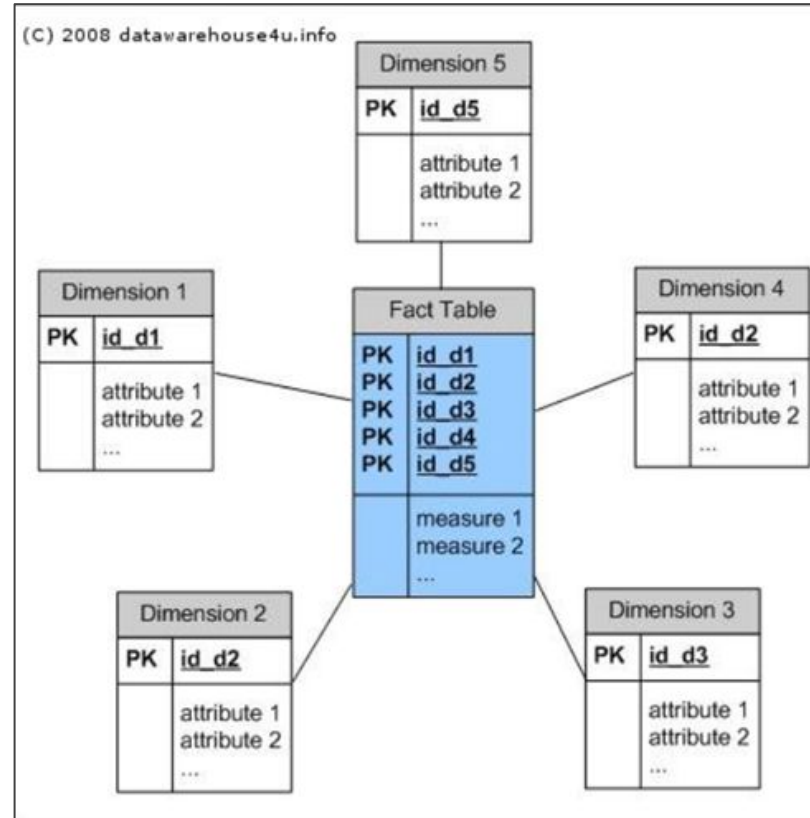 (C) 2008 datawarehouse4u.info
Dimension 5
PK id_d5
attribute 1
attribute 2
...
Dimension 1
PK id_d1
attribute 1
attribute 2
...
Fact Table
PK id_d1
PK id_d2
PK id_d3
PK id_d4
PK id_d5
measure 1
measure 2
...
Dimension 4
PK id_d2
attribute 1
attribute 2
...
Dimension 2
PK id_d2
attribute 1
attribute 2
...
Dimension 3
PK id_d3
attribute 1
attribute 2
...